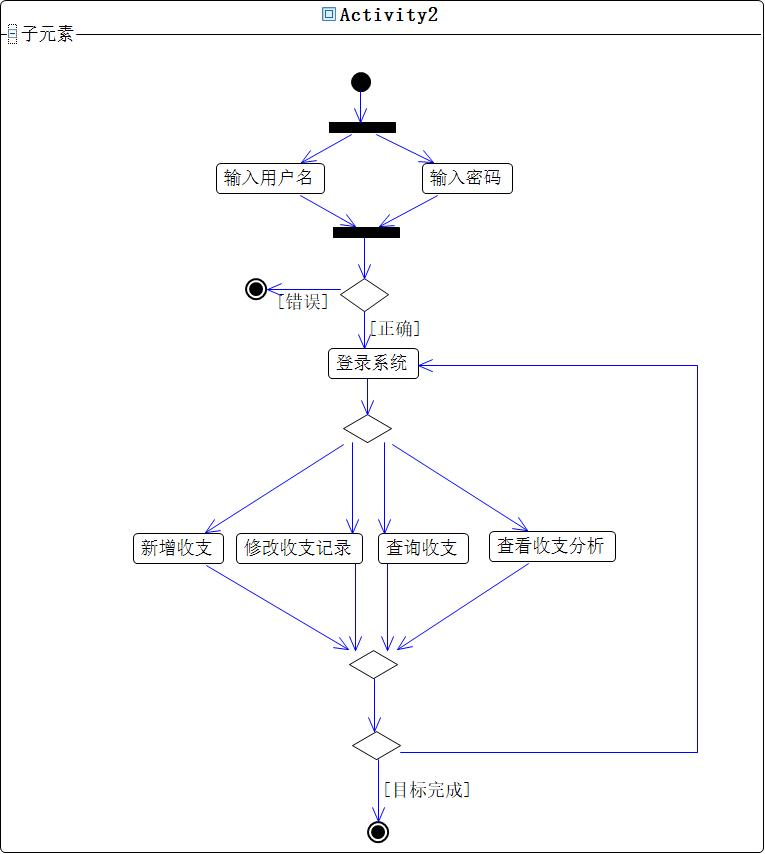 Activity2
子元素
输入用户名
输入密码
[错误]
[正确]
登录系统
新增收支
修改收支记录
查询收支
查看收支分析
[目标完成]